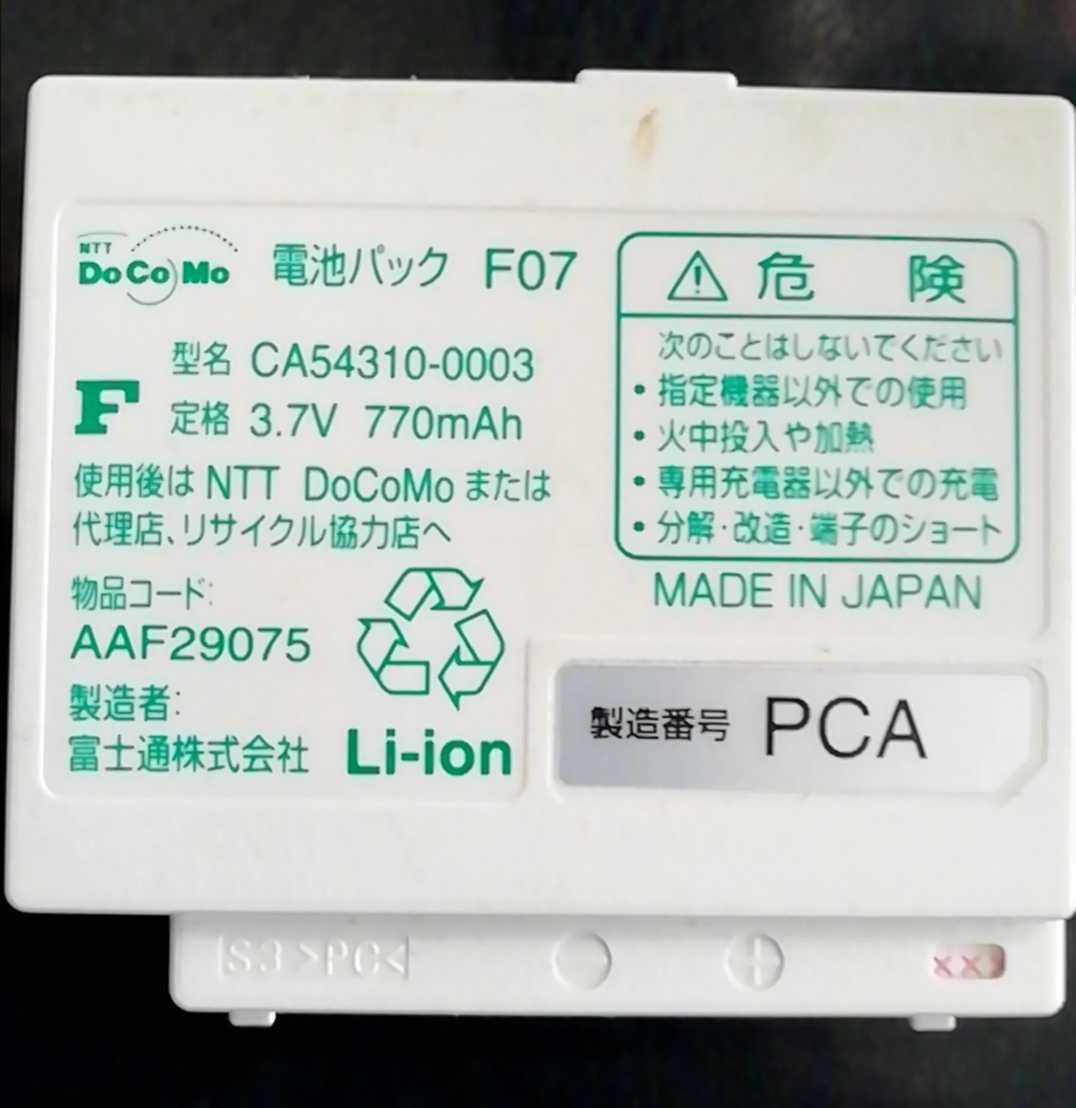 NTT
DoCoMo
電池パック F07
型名 CA54310-0003
F
定格 3.7V 770mAh
使用後は NTT DoCoMo または
代理店、リサイクル協力店へ
物品コード:
AAF29075
製造者:
富士通株式会社
Li-ion
危険
次のことはしないでください
・指定機器以外での使用
・火中投入や加熱
・専用充電器以外での充電
・分解・改造・端子のショート
MADE IN JAPAN
製造番号 PCA
S3 >PC<
- +
×××